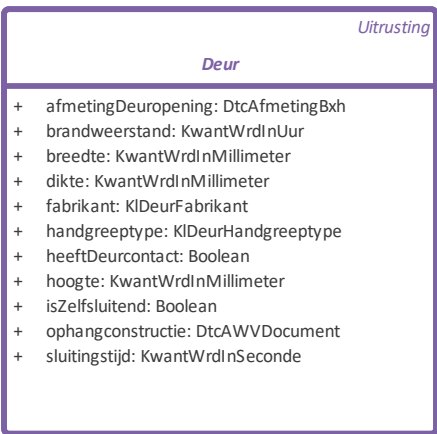 Uitrusting
Deur
+ afmetingDeuropening: DtcAfmetingBxh
+ brandweerstand: KwantWrdInUur
+ breedte: KwantWrdInMillimeter
+ dikte: KwantWrdInMillimeter
+ fabrikant: KlDeurFabrikant
+ handgreeptype: KlDeurHandgreeptype
+ heeftDeurcontact: Boolean
+ hoogte: KwantWrdInMillimeter
+ isZelfsluitend: Boolean
+ ophangconstructie: DtcAWVDocument
+ sluitingstijd: KwantWrdInSeconde